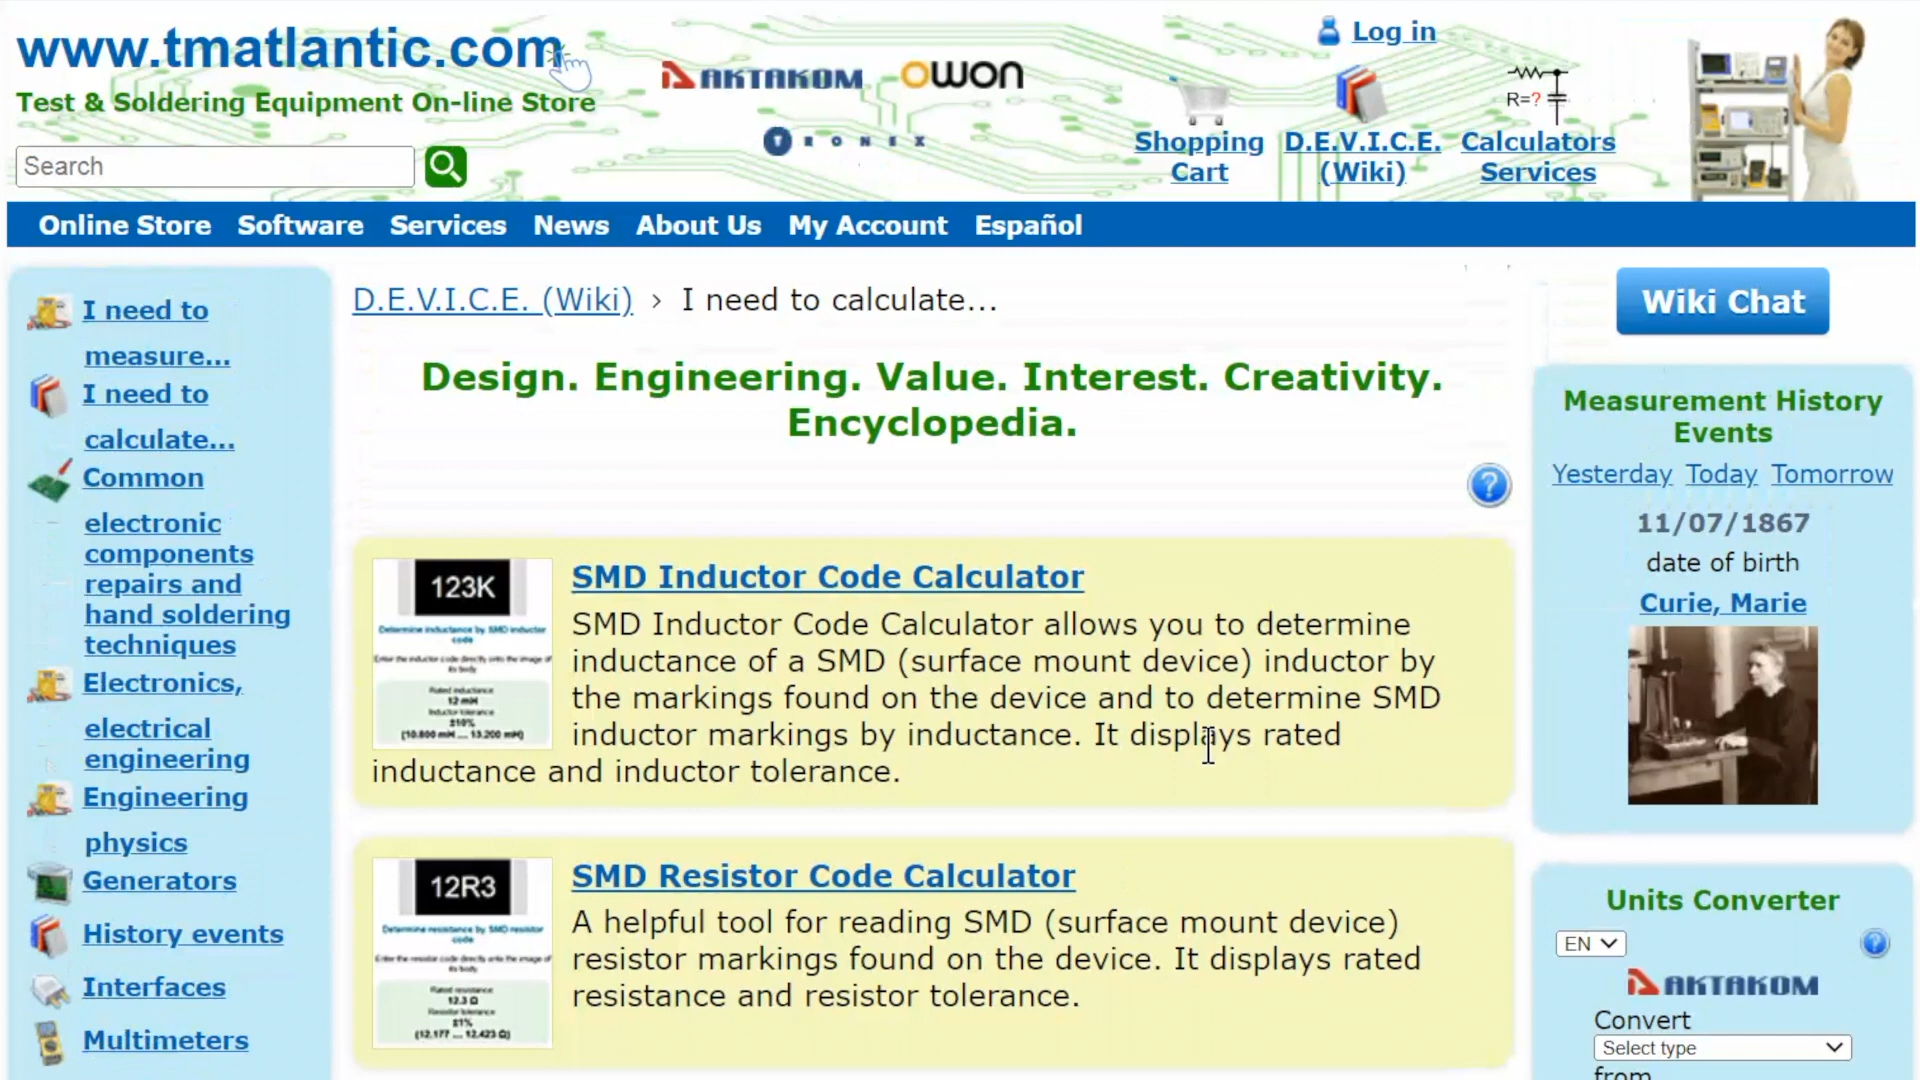 www.tmatlantic.com
Test & Soldering Equipment On-line Store
Search
AKTAKOM
OWON
TRONEX
Log in
R=?
Shopping
Cart
D.E.V.I.C.E.
(Wiki)
Calculators
Services
Online Store Software Services News About Us My Account Español
I need to
measure...
I need to
calculate...
Common
electronic
components
repairs and
hand soldering
techniques
Electronics,
electrical
engineering
Engineering
physics
Generators
History events
Interfaces
Multimeters
D.E.V.I.C.E. (Wiki) › I need to calculate...
Design. Engineering. Value. Interest. Creativity.
Encyclopedia.
?
123K
Determine inductance by SMD inductor
code
Enter the inductor code directly onto the image of
its body
Rated inductance
12 mH
Inductor tolerance
±10%
(10.800 mH .... 13.200 mH)
SMD Inductor Code Calculator
SMD Inductor Code Calculator allows you to determine
inductance of a SMD (surface mount device) inductor by
the markings found on the device and to determine SMD
inductor markings by inductance. It displays rated
inductance and inductor tolerance.
12R3
Determine resistance by SMD resistor
code
Enter the resistor code directly onto the image of
its body
Rated resistance
12.3 Ω
Resistor tolerance
±1%
(12.177 .... 12.423 Ω)
SMD Resistor Code Calculator
A helpful tool for reading SMD (surface mount device)
resistor markings found on the device. It displays rated
resistance and resistor tolerance.
Wiki Chat
Measurement History
Events
Yesterday Today Tomorrow
11/07/1867
date of birth
Curie, Marie
Units Converter
EN
?
AKTAKOM
Convert
Select type
from